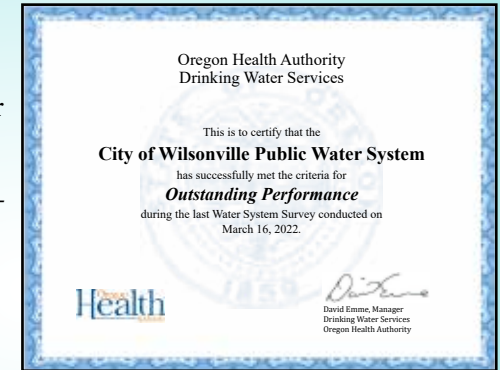 Oregon Health Authority
Drinking Water Services
This is to certify that the
City of Wilsonville Public Water System
has successfully met the criteria for
Outstanding Performance
during the last Water System Survey conducted on
March 16, 2022.
Health
David Emme, Manager
Drinking Water Services
Oregon Health Authority
1859